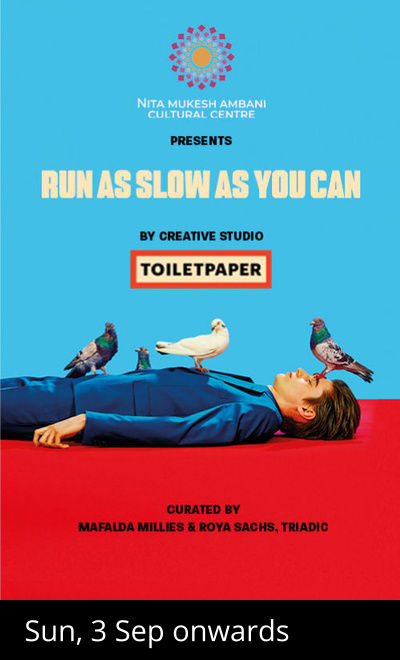 NITA MUKESH AMBANI
CULTURAL CENTRE
PRESENTS
RUN AS SLOW AS YOU CAN
BY CREATIVE STUDIO
TOILETPAPER
CURATED BY
MAFALDA MILLIES & ROYA SACHS, TRIADIC
Sun, 3 Sep onwards